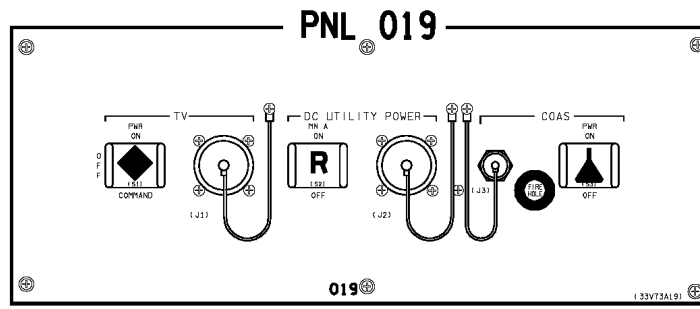 PNL 019
TV
DC UTILITY POWER
COAS
PWR
ON
MN A
ON
PWR
ON
OFF
R
(S1)
(S2)
(S3)
COMMAND
OFF
OFF
(J1)
(J2)
(J3)
FIRE
HOLE
019
(33V73AL9)